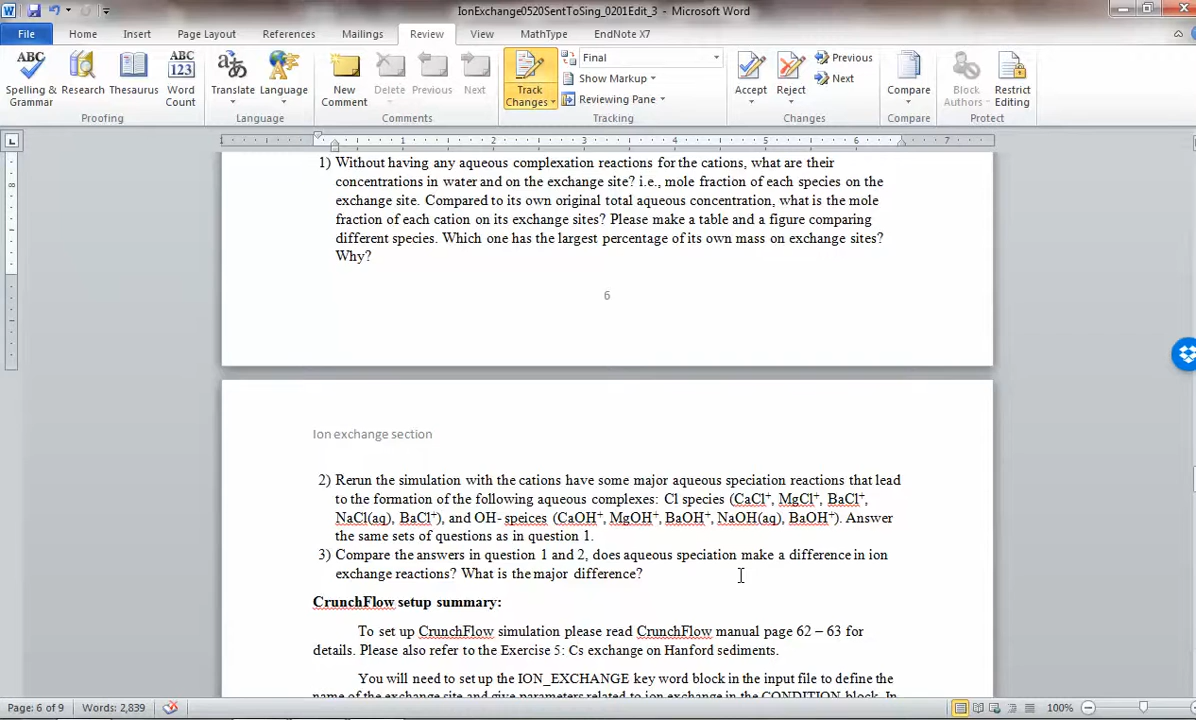 IonExchange0520SentToSing_0201Edit_3 - Microsoft Word
File Home Insert Page Layout References Mailings Review View MathType EndNote X7
ABC Spelling & Grammar
Research
Thesaurus
ABC 123 Word Count
Translate
Language
New Comment
Delete
Previous
Next
Track Changes
Final
Show Markup
Reviewing Pane
Accept
Reject
Previous
Next
Compare
Block Authors
Restrict Editing
Proofing Language Comments Tracking Changes Compare Protect
1 1 2 3 4 5 6 7
1) Without having any aqueous complexation reactions for the cations, what are their
concentrations in water and on the exchange site? i.e., mole fraction of each species on the
exchange site. Compared to its own original total aqueous concentration, what is the mole
fraction of each cation on its exchange sites? Please make a table and a figure comparing
different species. Which one has the largest percentage of its own mass on exchange sites?
Why?
6
Ion exchange section
2) Rerun the simulation with the cations have some major aqueous speciation reactions that lead
to the formation of the following aqueous complexes: Cl species (CaCl⁺, MgCl⁺, BaCl⁺,
NaCl(aq), BaCl⁺), and OH- speices (CaOH⁺, MgOH⁺, BaOH⁺, NaOH(aq), BaOH⁺). Answer
the same sets of questions as in question 1.
3) Compare the answers in question 1 and 2, does aqueous speciation make a difference in ion
exchange reactions? What is the major difference?
CrunchFlow setup summary:
To set up CrunchFlow simulation please read CrunchFlow manual page 62 – 63 for
details. Please also refer to the Exercise 5: Cs exchange on Hanford sediments.
You will need to set up the ION_EXCHANGE key word block in the input file to define the
name of the exchange site and give parameters related to ion exchange in the CONDITION block. In
Page: 6 of 9 Words: 2,839 100%